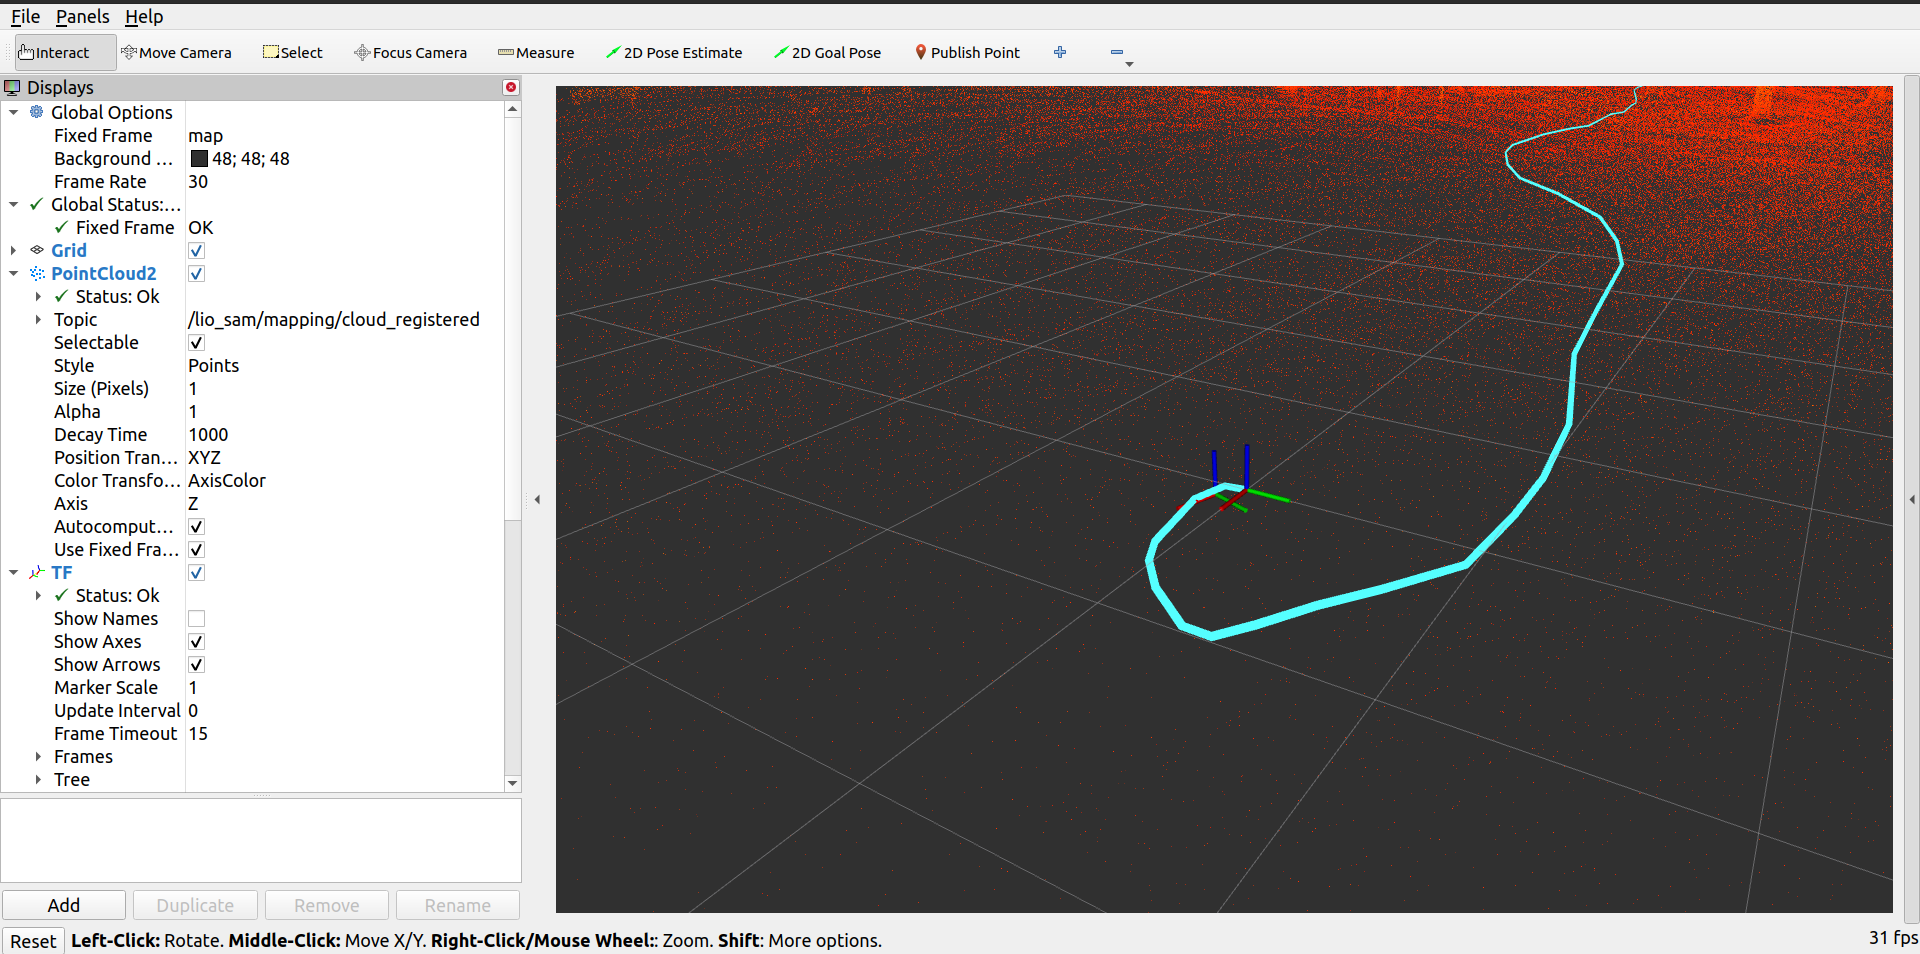 File Panels Help
Interact Move Camera Select Focus Camera Measure 2D Pose Estimate 2D Goal Pose Publish Point
Displays
Global Options
Fixed Frame map
Background ... 48; 48; 48
Frame Rate 30
Global Status:...
Fixed Frame OK
Grid
PointCloud2
Status: Ok
Topic /lio_sam/mapping/cloud_registered
Selectable
Style Points
Size (Pixels) 1
Alpha 1
Decay Time 1000
Position Tran... XYZ
Color Transfo... AxisColor
Axis Z
Autocomput...
Use Fixed Fra...
TF
Status: Ok
Show Names
Show Axes
Show Arrows
Marker Scale 1
Update Interval 0
Frame Timeout 15
Frames
Tree
Add Duplicate Remove Rename
Reset Left-Click: Rotate. Middle-Click: Move X/Y. Right-Click/Mouse Wheel:: Zoom. Shift: More options. 31 fps